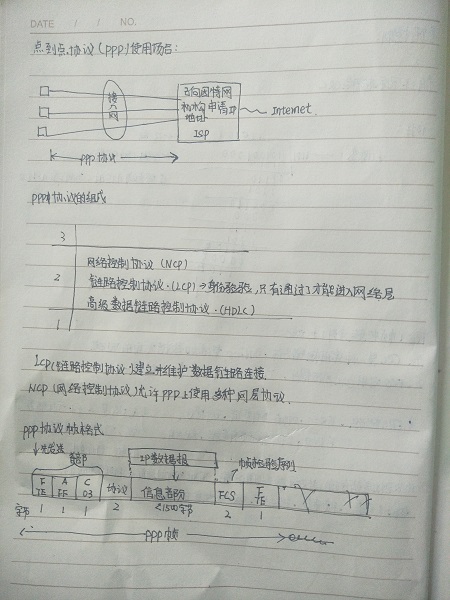 DATE / / NO.
点到点协议(PPP)使用场合:
已向因特网
机构申请IP
地址
ISP
接入网
Internet
PPP协议
PPP协议的组成
3
网络控制协议(NCP)
2
链路控制协议.(LCP)→身份验验,只有通过了才能进入网络层
高级数据链路控制协议.(HDLC)
1
LCP(链路控制协议)建立并维护数据链路连接
NCP(网络控制协议)允许PPP上使用多种网层协议.
PPP协议帧格式
先发送
首部
IP数据报
帧检验序列
F 7E
A FF
C 03
协议
信息部分
FCS
F 7E
字节 1 1 1 2 ≤1500字节 2 1
PPP帧